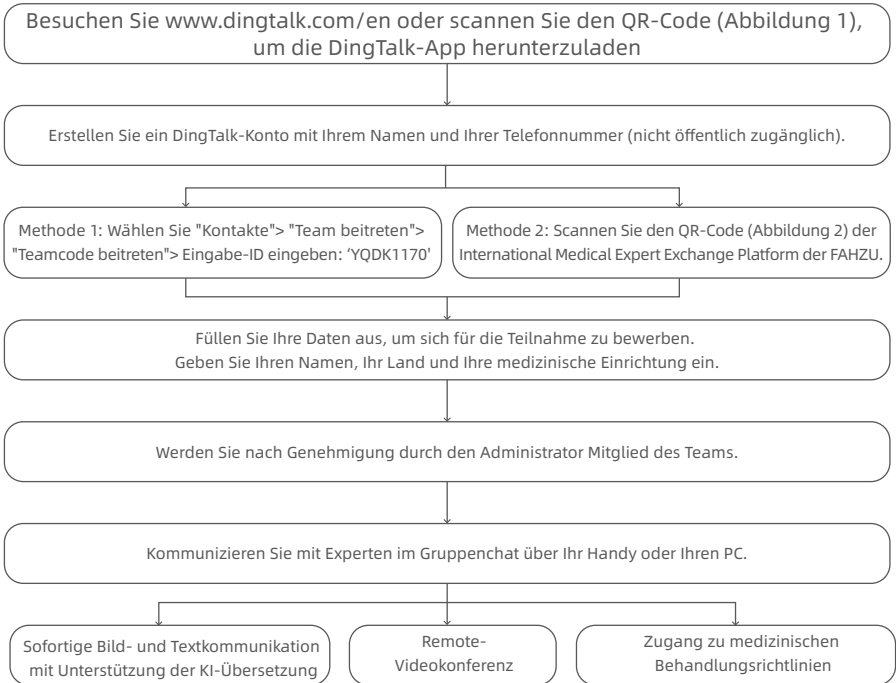 Besuchen Sie www.dingtalk.com/en oder scannen Sie den QR-Code (Abbildung 1),
um die DingTalk-App herunterzuladen
Erstellen Sie ein DingTalk-Konto mit Ihrem Namen und Ihrer Telefonnummer (nicht öffentlich zugänglich).
Methode 1: Wählen Sie "Kontakte"> "Team beitreten">
"Teamcode beitreten"> Eingabe-ID eingeben: ‘YQDK1170'
Methode 2: Scannen Sie den QR-Code (Abbildung 2) der
International Medical Expert Exchange Platform der FAHZU.
Füllen Sie Ihre Daten aus, um sich für die Teilnahme zu bewerben.
Geben Sie Ihren Namen, Ihr Land und Ihre medizinische Einrichtung ein.
Werden Sie nach Genehmigung durch den Administrator Mitglied des Teams.
Kommunizieren Sie mit Experten im Gruppenchat über Ihr Handy oder Ihren PC.
Sofortige Bild- und Textkommunikation
mit Unterstützung der KI-Übersetzung
Remote-
Videokonferenz
Zugang zu medizinischen
Behandlungsrichtlinien